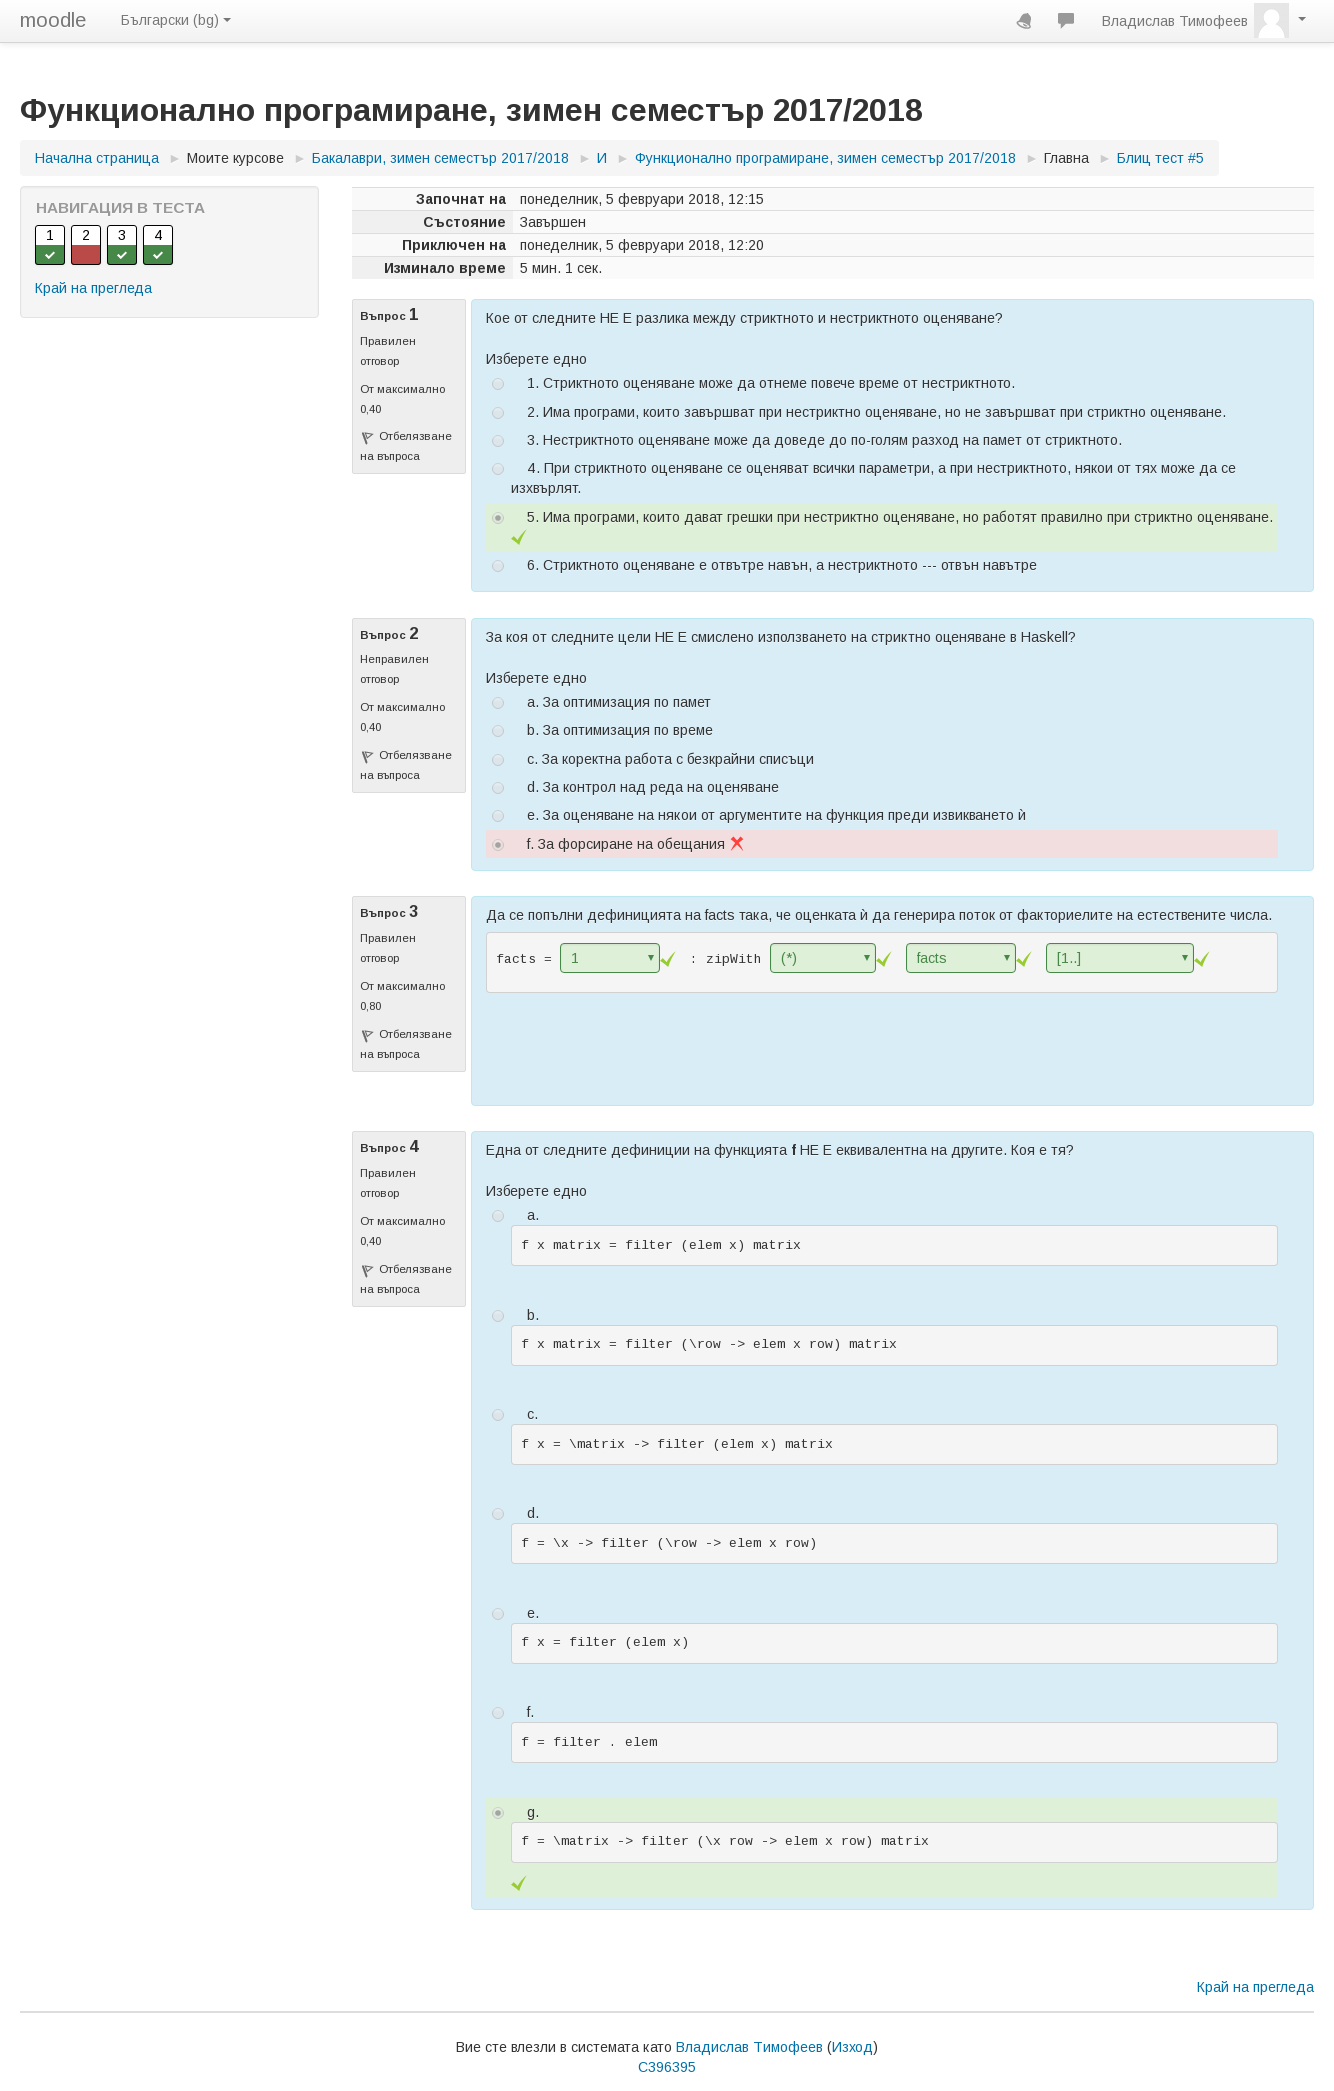 moodle Български (bg) Владислав Тимофеев
Функционално програмиране, зимен семестър 2017/2018
Начална страница ► Моите курсове ► Бакалаври, зимен семестър 2017/2018 ► И ► Функционално програмиране, зимен семестър 2017/2018 ► Главна ► Блиц тест #5
НАВИГАЦИЯ В ТЕСТА
1 2 3 4
Край на прегледа
Започнат на понеделник, 5 февруари 2018, 12:15
Състояние Завършен
Приключен на понеделник, 5 февруари 2018, 12:20
Изминало време 5 мин. 1 сек.
Въпрос 1
Правилен
отговор
От максимално
0,40
Отбелязване
на въпроса
Кое от следните НЕ Е разлика между стриктното и нестриктното оценяване?
Изберете едно
1. Стриктното оценяване може да отнеме повече време от нестриктното.
2. Има програми, които завършват при нестриктно оценяване, но не завършват при стриктно оценяване.
3. Нестриктното оценяване може да доведе до по-голям разход на памет от стриктното.
4. При стриктното оценяване се оценяват всички параметри, а при нестриктното, някои от тях може да се
изхвърлят.
5. Има програми, които дават грешки при нестриктно оценяване, но работят правилно при стриктно оценяване.
6. Стриктното оценяване е отвътре навън, а нестриктното --- отвън навътре
Въпрос 2
Неправилен
отговор
От максимално
0,40
Отбелязване
на въпроса
За коя от следните цели НЕ Е смислено използването на стриктно оценяване в Haskell?
Изберете едно
a. За оптимизация по памет
b. За оптимизация по време
c. За коректна работа с безкрайни списъци
d. За контрол над реда на оценяване
e. За оценяване на някои от аргументите на функция преди извикването ѝ
f. За форсиране на обещания
Въпрос 3
Правилен
отговор
От максимално
0,80
Отбелязване
на въпроса
Да се попълни дефиницията на facts така, че оценката ѝ да генерира поток от факториелите на естествените числа.
facts = 1 : zipWith (*) facts [1..]
Въпрос 4
Правилен
отговор
От максимално
0,40
Отбелязване
на въпроса
Една от следните дефиниции на функцията f НЕ Е еквивалентна на другите. Коя е тя?
Изберете едно
a.
f x matrix = filter (elem x) matrix
b.
f x matrix = filter (\row -> elem x row) matrix
c.
f x = \matrix -> filter (elem x) matrix
d.
f = \x -> filter (\row -> elem x row)
e.
f x = filter (elem x)
f.
f = filter . elem
g.
f = \matrix -> filter (\x row -> elem x row) matrix
Край на прегледа
Вие сте влезли в системата като Владислав Тимофеев (Изход)
C396395